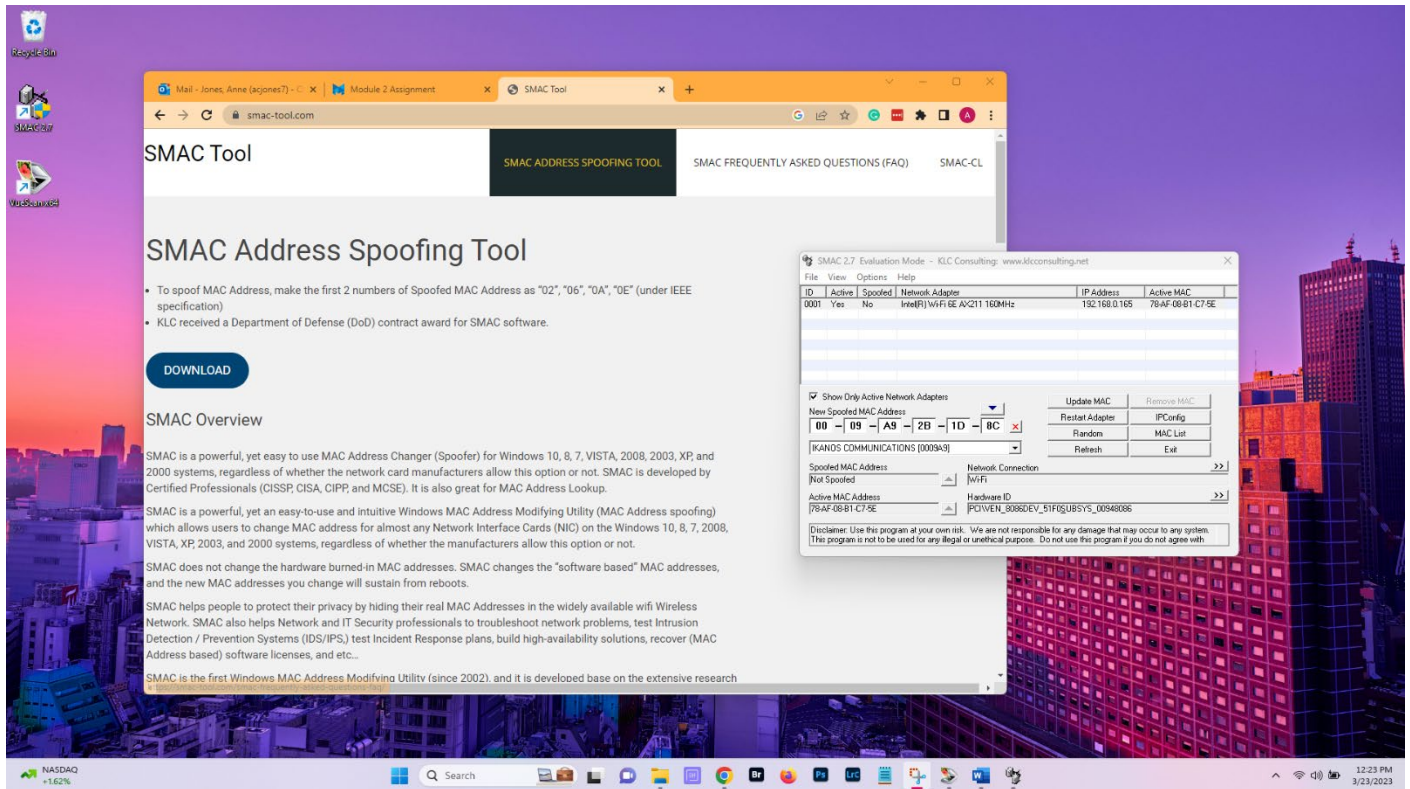 Recycle Bin
SMAC 2.7
VueScan x64
Mail - Jones, Anne (acjones7) - O
Module 2 Assignment
SMAC Tool
smac-tool.com
SMAC Tool
SMAC ADDRESS SPOOFING TOOL
SMAC FREQUENTLY ASKED QUESTIONS (FAQ)
SMAC-CL
SMAC Address Spoofing Tool
• To spoof MAC Address, make the first 2 numbers of Spoofed MAC Address as “02”, “06”, “0A”, “0E” (under IEEE
specification)
• KLC received a Department of Defense (DoD) contract award for SMAC software.
DOWNLOAD
SMAC Overview
SMAC is a powerful, yet easy to use MAC Address Changer (Spoofer) for Windows 10, 8, 7, VISTA, 2008, 2003, XP, and
2000 systems, regardless of whether the network card manufacturers allow this option or not. SMAC is developed by
Certified Professionals (CISSP, CISA, CIPP, and MCSE). It is also great for MAC Address Lookup.
SMAC is a powerful, yet an easy-to-use and intuitive Windows MAC Address Modifying Utility (MAC Address spoofing)
which allows users to change MAC address for almost any Network Interface Cards (NIC) on the Windows 10, 8, 7, 2008,
VISTA, XP, 2003, and 2000 systems, regardless of whether the manufacturers allow this option or not.
SMAC does not change the hardware burned-in MAC addresses. SMAC changes the “software based” MAC addresses,
and the new MAC addresses you change will sustain from reboots.
SMAC helps people to protect their privacy by hiding their real MAC Addresses in the widely available wifi Wireless
Network. SMAC also helps Network and IT Security professionals to troubleshoot network problems, test Intrusion
Detection / Prevention Systems (IDS/IPS,) test Incident Response plans, build high-availability solutions, recover (MAC
Address based) software licenses, and etc..
SMAC is the first Windows MAC Address Modifying Utility (since 2002), and it is developed base on the extensive research
https://smac-tool.com/smac-frequently-asked-questions-faq/
SMAC 2.7 Evaluation Mode - KLC Consulting: www.klcconsulting.net
File View Options Help
ID Active Spoofed Network Adapter IP Address Active MAC
0001 Yes No Intel(R) Wi-Fi 6E AX211 160MHz 192.168.0.165 78-AF-08-B1-C7-5E
Show Only Active Network Adapters
New Spoofed MAC Address
00 - 09 - A9 - 2B - 1D - 8C
IKANOS COMMUNICATIONS [0009A9]
Update MAC Remove MAC
Restart Adapter IPConfig
Random MAC List
Refresh Exit
Spoofed MAC Address
Not Spoofed
Network Connection >>
Wi-Fi
Active MAC Address
78-AF-08-B1-C7-5E
Hardware ID >>
PCI\VEN_8086DEV_51F0SUBSYS_00948086
Disclaimer: Use this program at your own risk. We are not responsible for any damage that may occur to any system.
This program is not to be used for any illegal or unethical purpose. Do not use this program if you do not agree with
NASDAQ
+1.62%
Search
Br
Ps
LrC
12:23 PM
3/23/2023